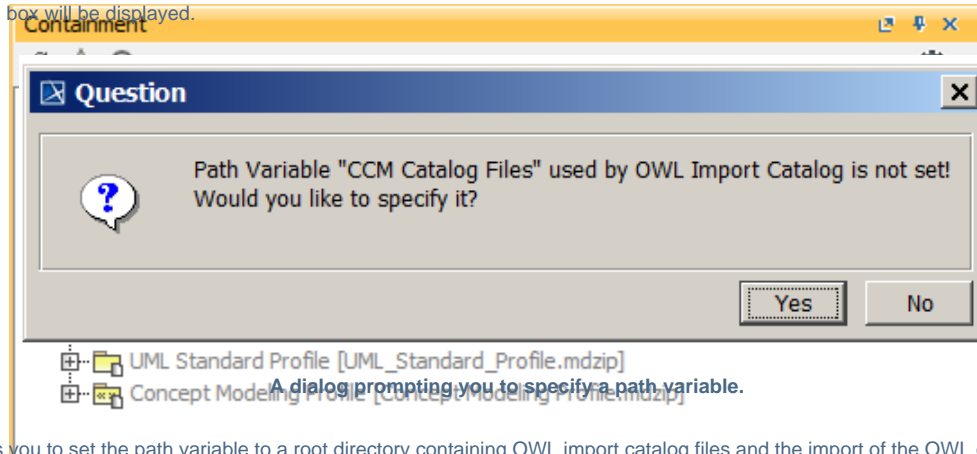 box will be displayed.
Containment
Question
Path Variable "CCM Catalog Files" used by OWL Import Catalog is not set!
Would you like to specify it?
Yes No
UML Standard Profile [UML_Standard_Profile.mdzip]
Concept Modeling Profile [Concept Modeling Profile.mdzip]
A dialog prompting you to specify a path variable.
you to set the path variable to a root directory containing OWL import catalog files and the import of the OWL